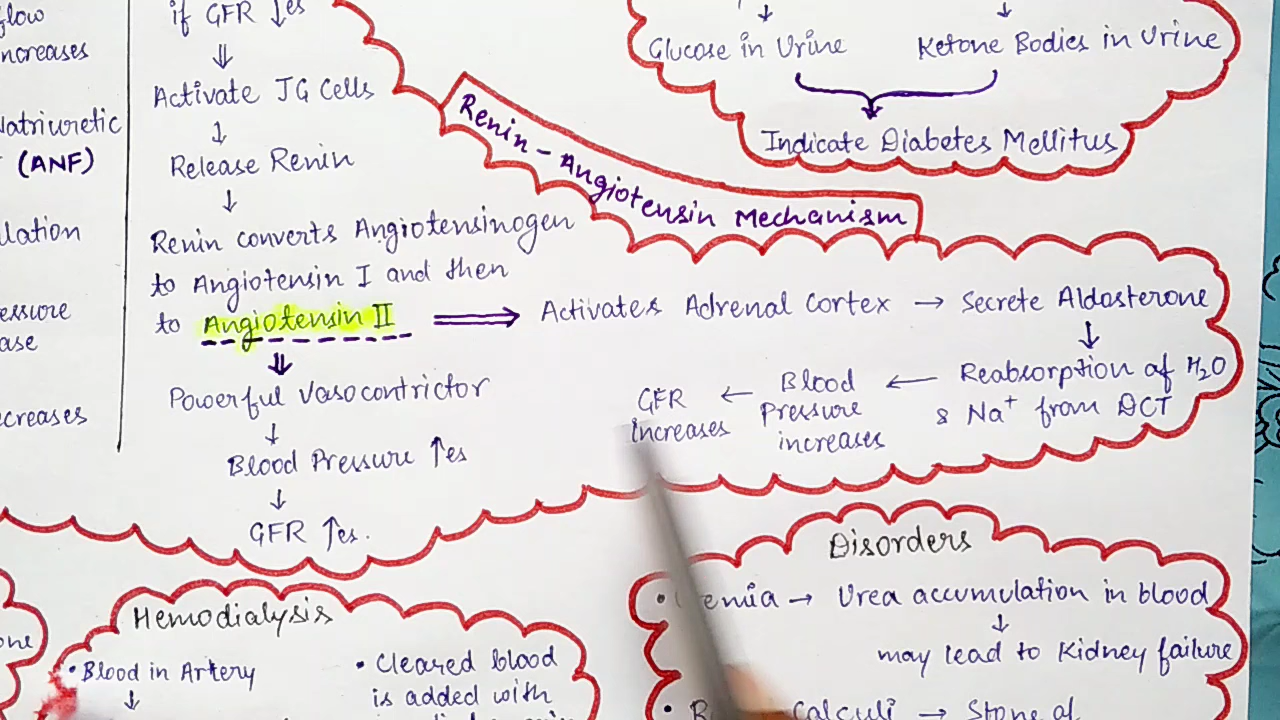 flow
ncreases
Natriuretic
(ANF)
lation
essure
ase
creases
if GFR ↓es
⇓
Activate JG Cells
↓
Release Renin
↓
Renin converts Angiotensinogen
to Angiotensin I and then
to Angiotensin II ⇒ Activates Adrenal Cortex → Secrete Aldosterone
↓
Reabsorption of H2O
& Na+ from DCT
← Blood
Pressure
increases
← GFR
increases
⇓
Powerful Vasocontrictor
↓
Blood Pressure ↑es
↓
GFR ↑es.
Renin-Angiotensin Mechanism
↓ ↓
Glucose in Urine Ketone Bodies in Urine
Indicate Diabetes Mellitus
one
Hemodialysis
• Blood in Artery
↓
• Cleared blood
is added with
Disorders
• emia → Urea accumulation in blood
↓
may lead to Kidney failure
• R Calculi → Stone of